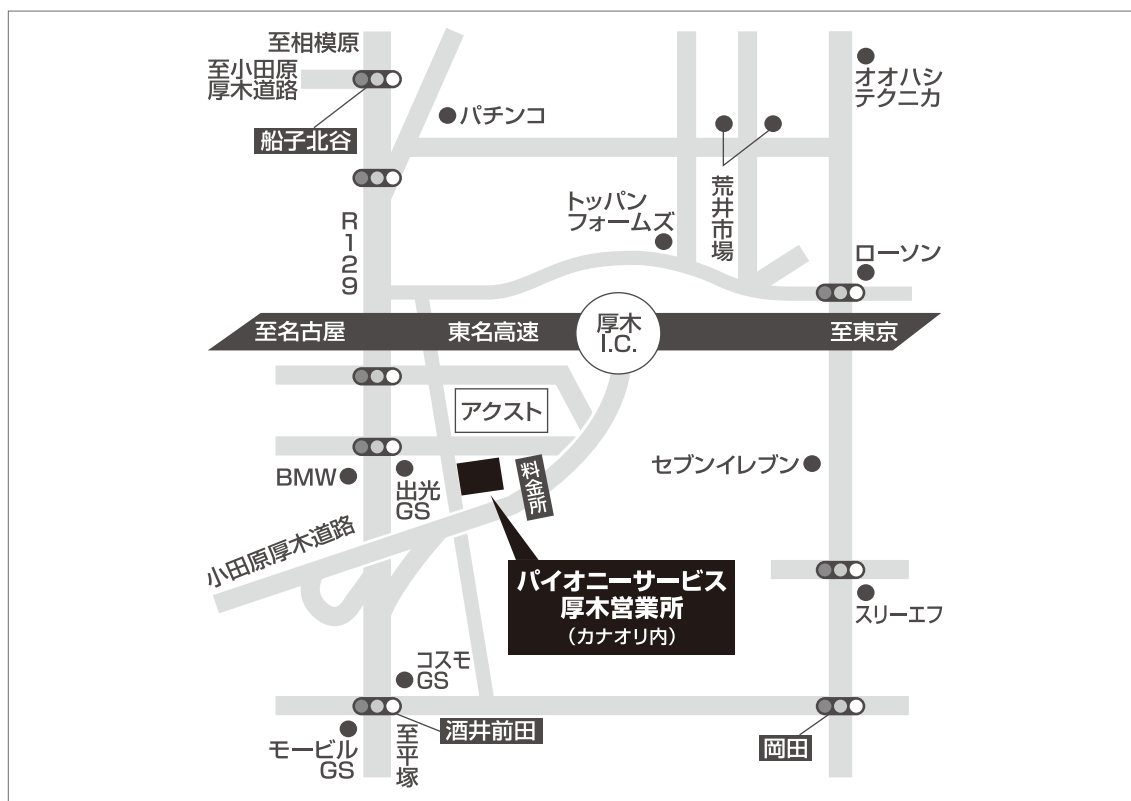 至相模原
至小田原
厚木道路
船子北谷
パチンコ
オオハシ
テクニカ
R129
トッパン
フォームズ
荒井市場
ローソン
至名古屋
東名高速
厚木
I.C.
至東京
アクスト
BMW
出光
GS
料金所
セブンイレブン
小田原厚木道路
パイオニーサービス
厚木営業所
（カナオリ内）
スリーエフ
コスモ
GS
酒井前田
モービル
GS
至平塚
岡田